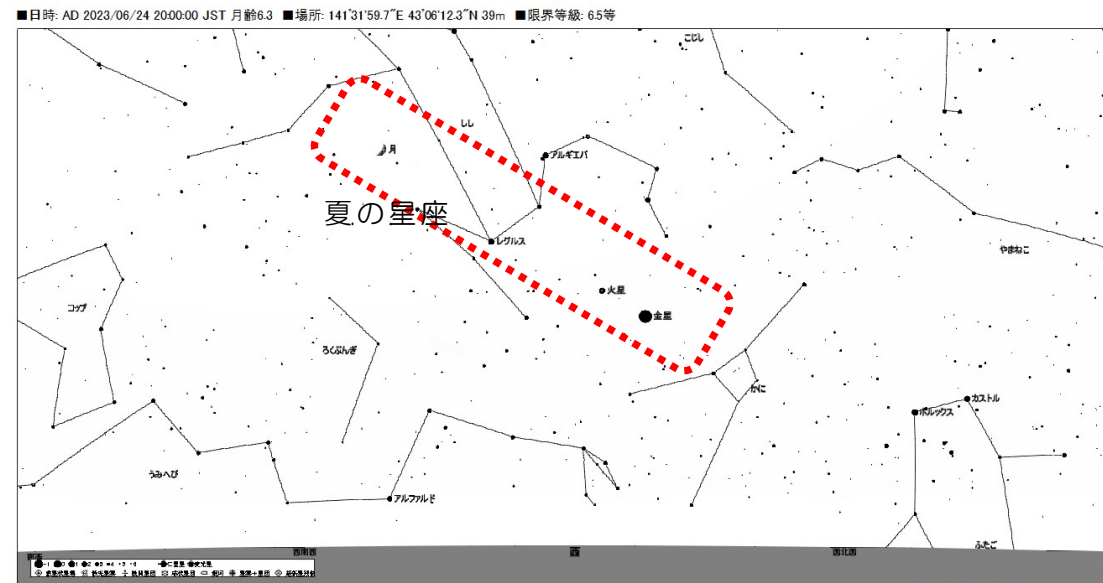 ■日時: AD 2023/06/24 20:00:00 JST 月齢6.3 ■場所: 141ﾟ31'59.7"E 43ﾟ06'12.3"N 39m ■限界等級: 6.5等
こじし
しし
月
アルギエバ
夏の星座
レグルス
やまねこ
火星
コップ
金星
ろくぶんぎ
かに
カストル
ポルックス
うみへび
アルファルド
ふたご
西南西
西
西北西